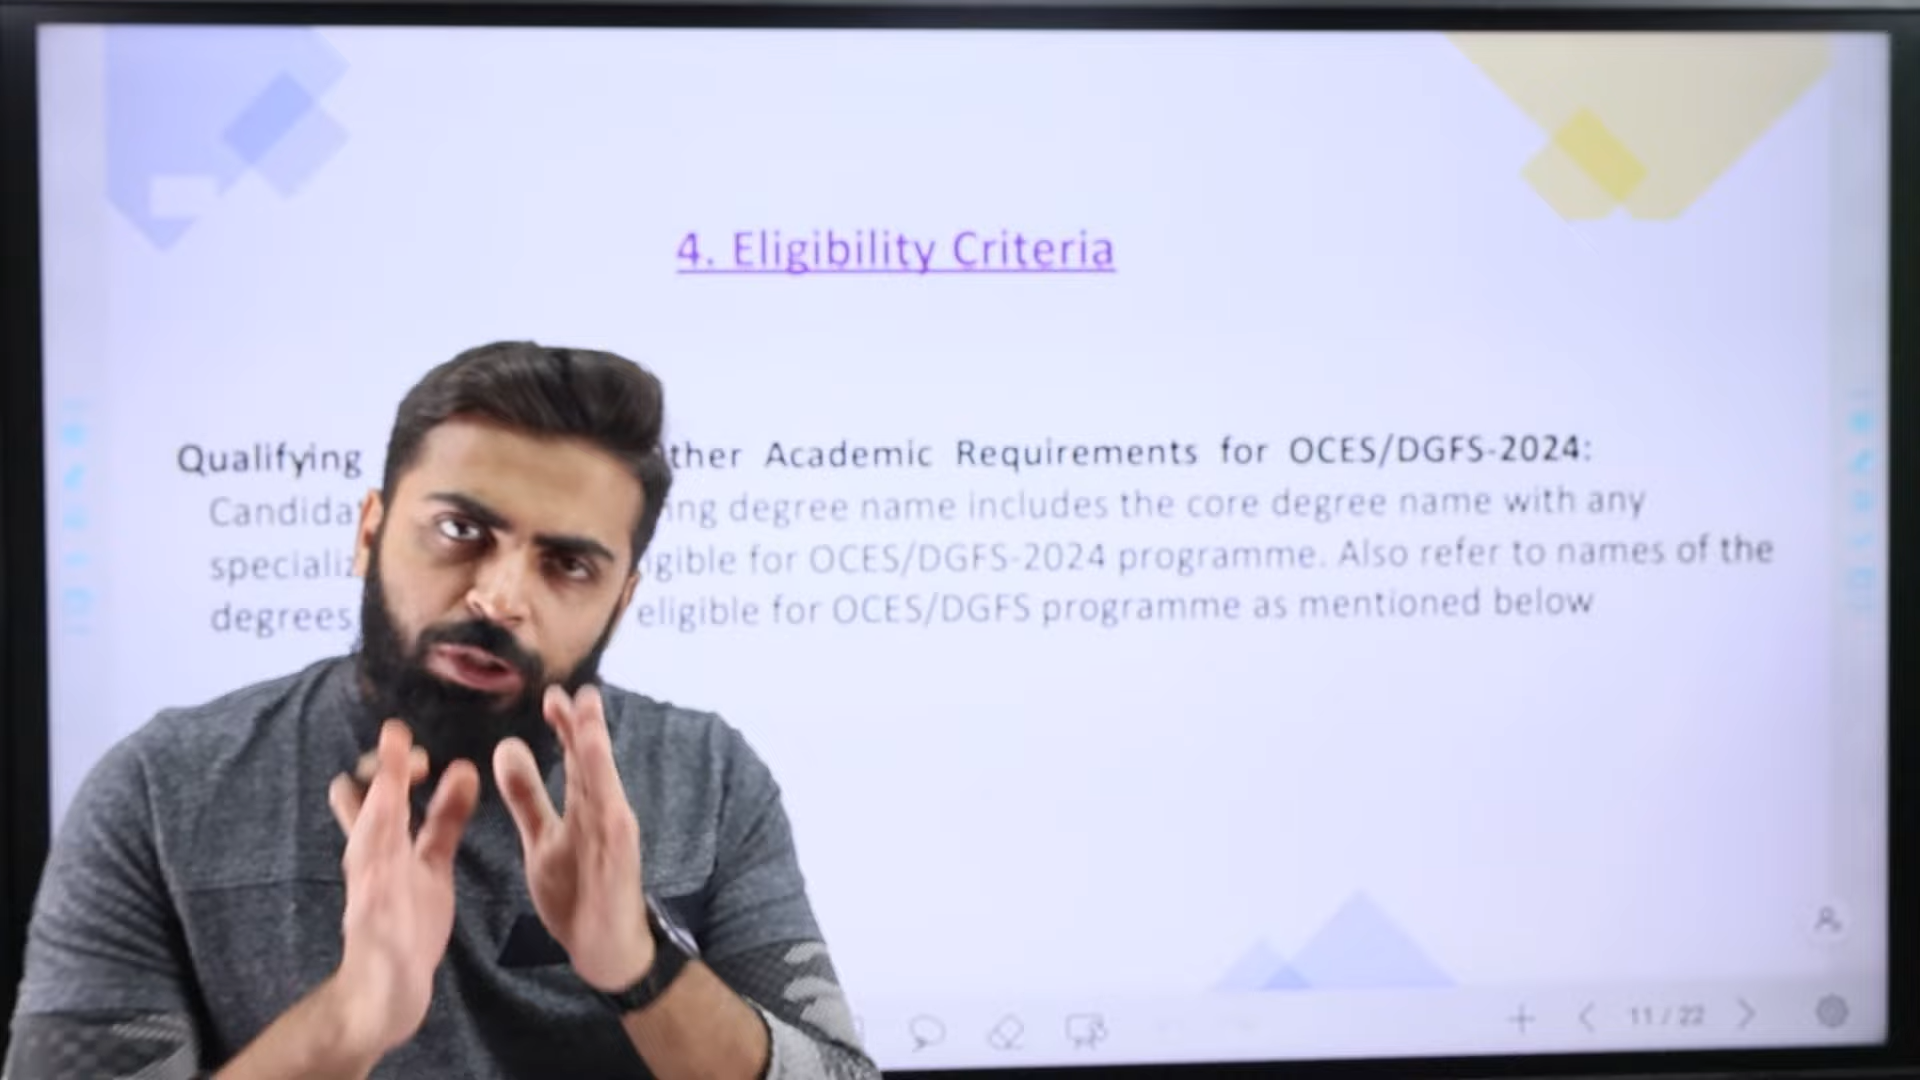 4. Eligibility Criteria
Qualifying ther Academic Requirements for OCES/DGFS-2024:
Candida ng degree name includes the core degree name with any
specializ gible for OCES/DGFS-2024 programme. Also refer to names of the
degrees eligible for OCES/DGFS programme as mentioned below
11 / 22